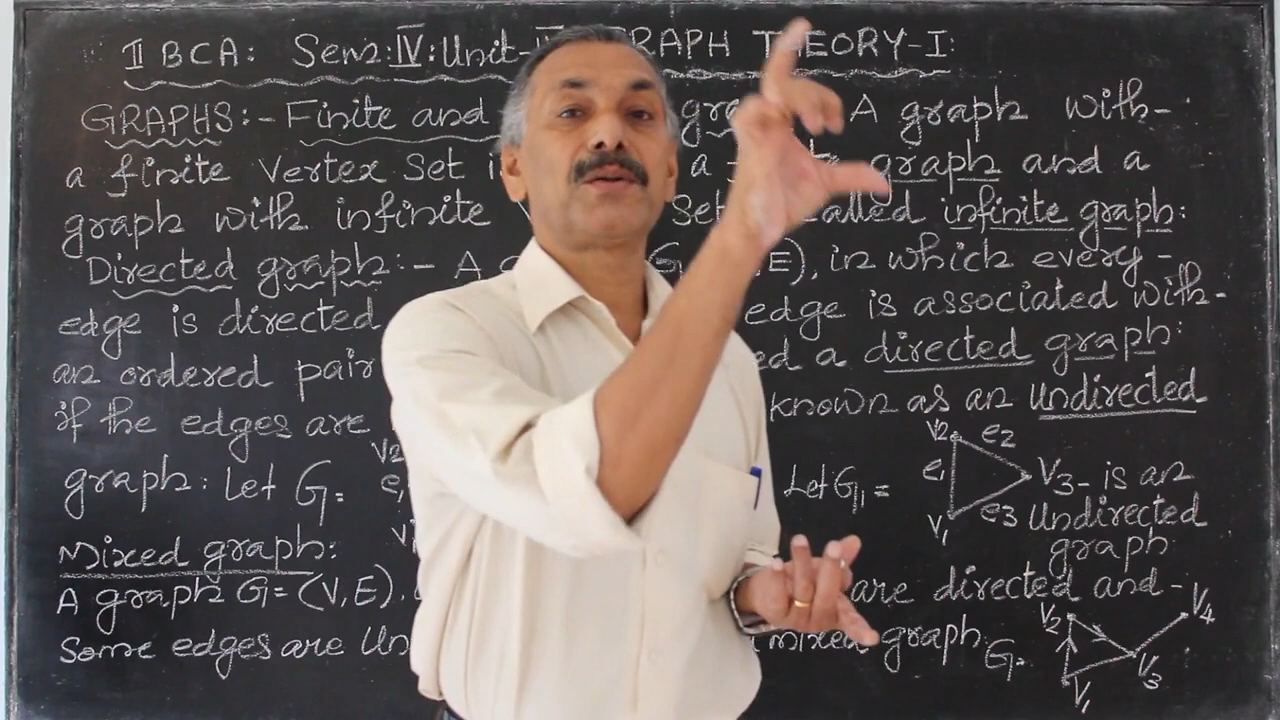 II BCA: Sem: IV: Unit- GRAPH THEORY-I:
GRAPHS:- Finite and A graph with-
a finite Vertex Set a graph and a
graph with infinite Set called infinite graph:
Directed graph:- A E), in which every-
edge is directed edge is associated with-
an ordered pair a directed graph:
if the edges are known as an undirected
graph: Let G= Let G1 = V2 e2 e1 V3- is an
V1 e3 Undirected
graph
Mixed graph:
A graph G= (V,E). are directed and-
Some edges are mixed graph G= V2 V4 V1 V3